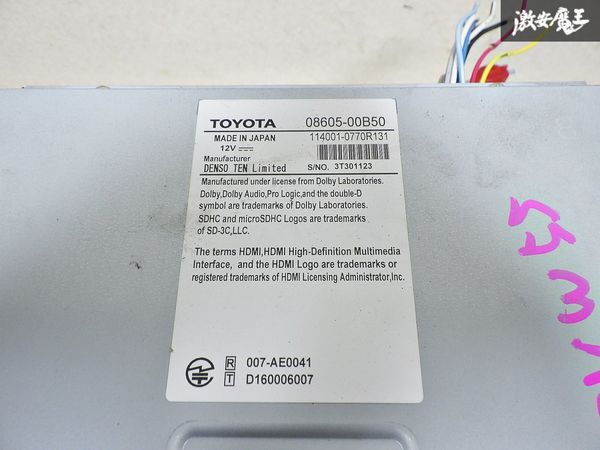 激安魔王
TOYOTA 08605-00B50
MADE IN JAPAN 114001-0770R131
12V
Manufacturer
DENSO TEN Limited S/NO. 3T301123
Manufactured under license from Dolby Laboratories.
Dolby,Dolby Audio,Pro Logic,and the double-D
symbol are trademarks of Dolby Laboratories.
SDHC and microSDHC Logos are trademarks
of SD-3C,LLC.
The terms HDMI,HDMI High-Definition Multimedia
Interface, and the HDMI Logo are trademarks or
registered trademarks of HDMI Licensing Administrator,Inc.
R 007-AE0041
T D160006007